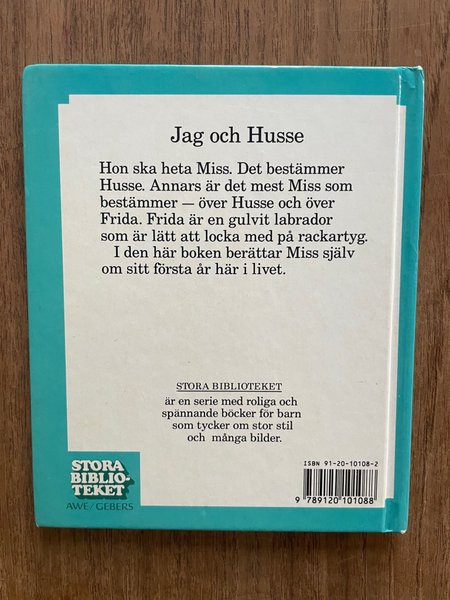 Jag och Husse
Hon ska heta Miss. Det bestämmer
Husse. Annars är det mest Miss som
bestämmer — över Husse och över
Frida. Frida är en gulvit labrador
som är lätt att locka med på rackartyg.
I den här boken berättar Miss själv
om sitt första år här i livet.
STORA BIBLIOTEKET
är en serie med roliga och
spännande böcker för barn
som tycker om stor stil
och många bilder.
ISBN 91-20-10108-2
9 789120 101088
STORA
BIBLIO-
TEKET
AWE/GEBERS